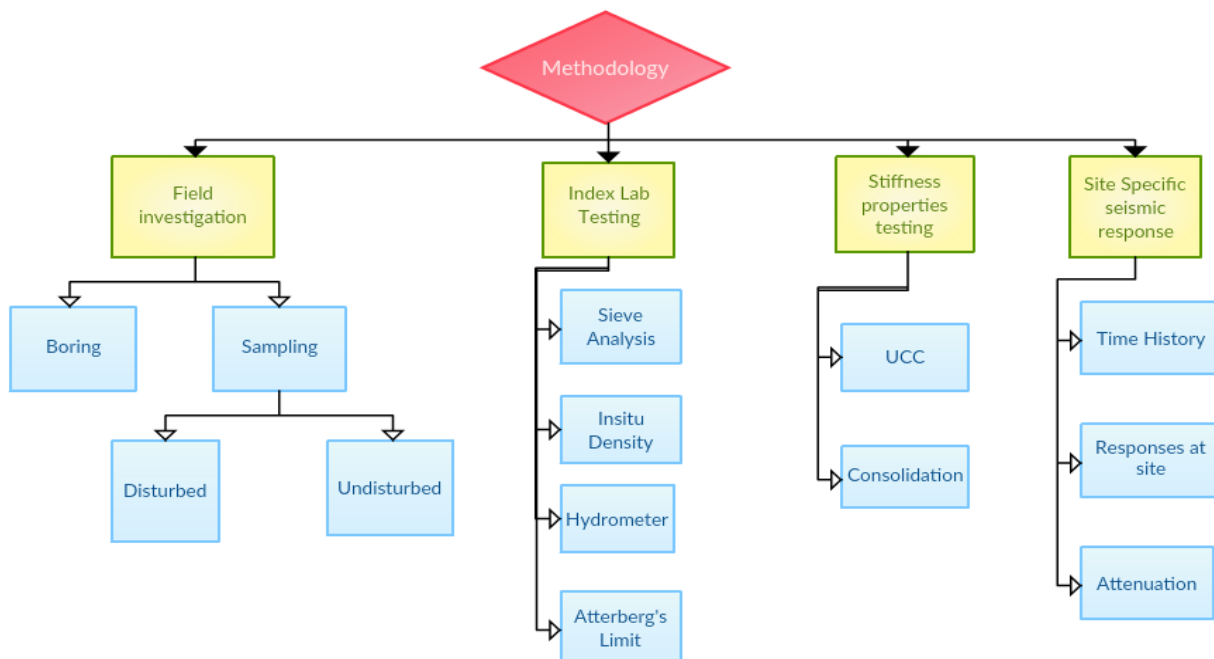 Methodology
Field
investigation
Index Lab
Testing
Stiffness
properties
testing
Site Specific
seismic
response
Boring
Sampling
Disturbed
Undisturbed
Sieve
Analysis
Insitu
Density
Hydrometer
Atterberg's
Limit
UCC
Consolidation
Time History
Responses at
site
Attenuation